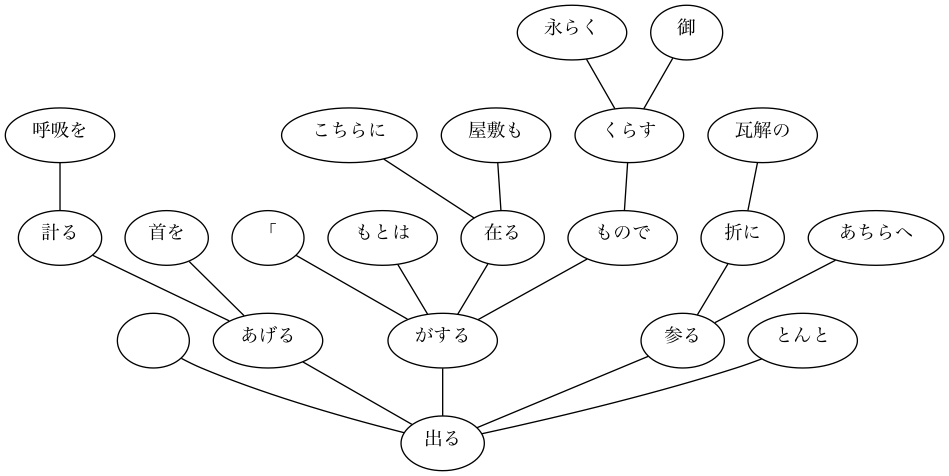 永らく 御
呼吸を こちらに 屋敷も くらす 瓦解の
計る 首を 「 もとは 在る もので 折に あちらへ
あげる がする 参る とんと
出る